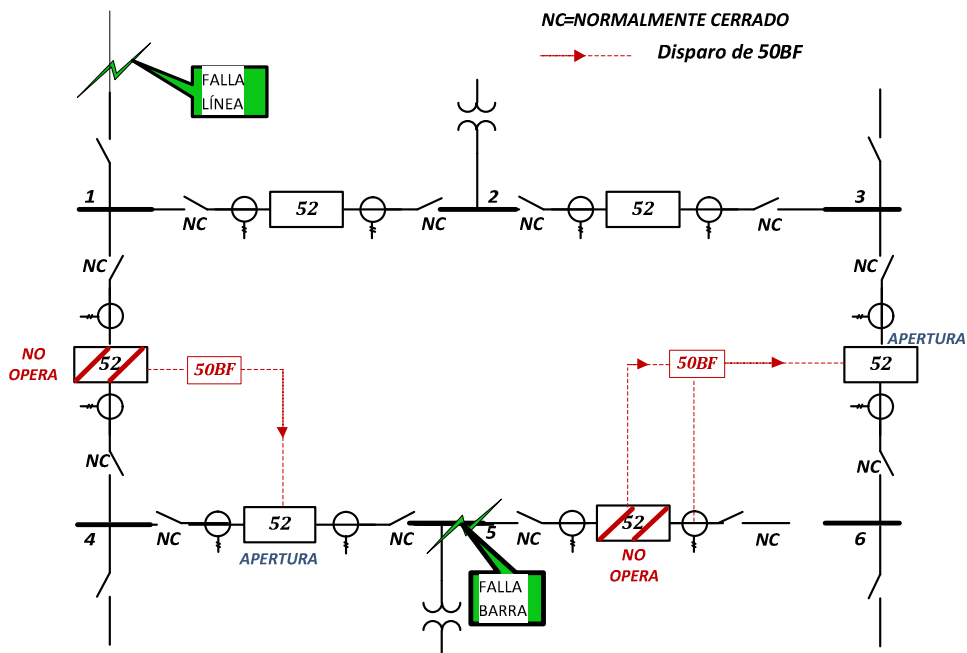 NC=NORMALMENTE CERRADO
Disparo de 50BF
FALLA
LÍNEA
1
2
3
NC
52
NC
NC
52
NC
NC
NC
NO
OPERA
52
50BF
50BF
APERTURA
52
NC
NC
4
NC
52
NC
5
NC
52
NC
6
APERTURA
NO
OPERA
FALLA
BARRA